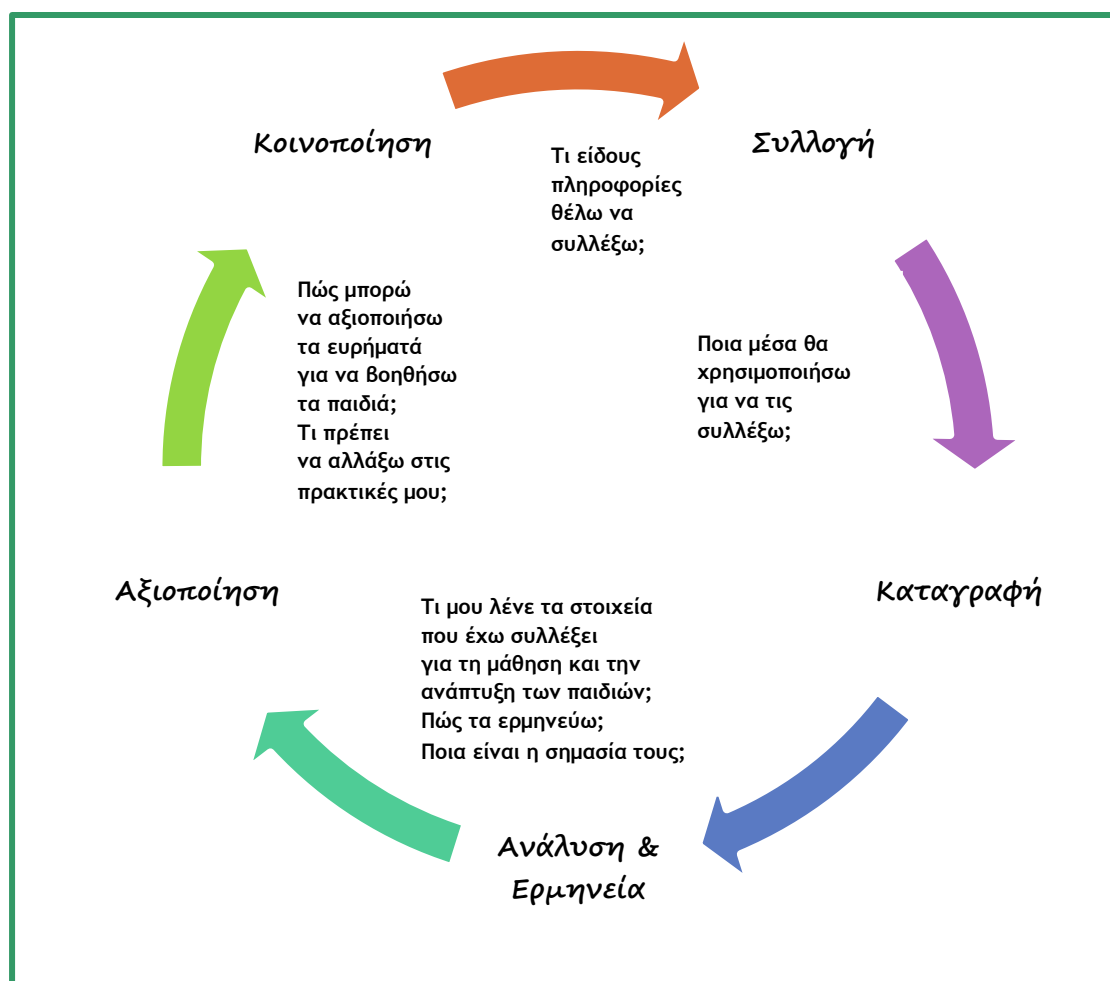 Κοινοποίηση
Συλλογή
Τι είδους
πληροφορίες
θέλω να
συλλέξω;
Πώς μπορώ
να αξιοποιήσω
τα ευρήματά
για να βοηθήσω
τα παιδιά;
Τι πρέπει
να αλλάξω στις
πρακτικές μου;
Ποια μέσα θα
χρησιμοποιήσω
για να τις
συλλέξω;
Αξιοποίηση
Καταγραφή
Τι μου λένε τα στοιχεία
που έχω συλλέξει
για τη μάθηση και την
ανάπτυξη των παιδιών;
Πώς τα ερμηνεύω;
Ποια είναι η σημασία τους;
Ανάλυση &
Ερμηνεία